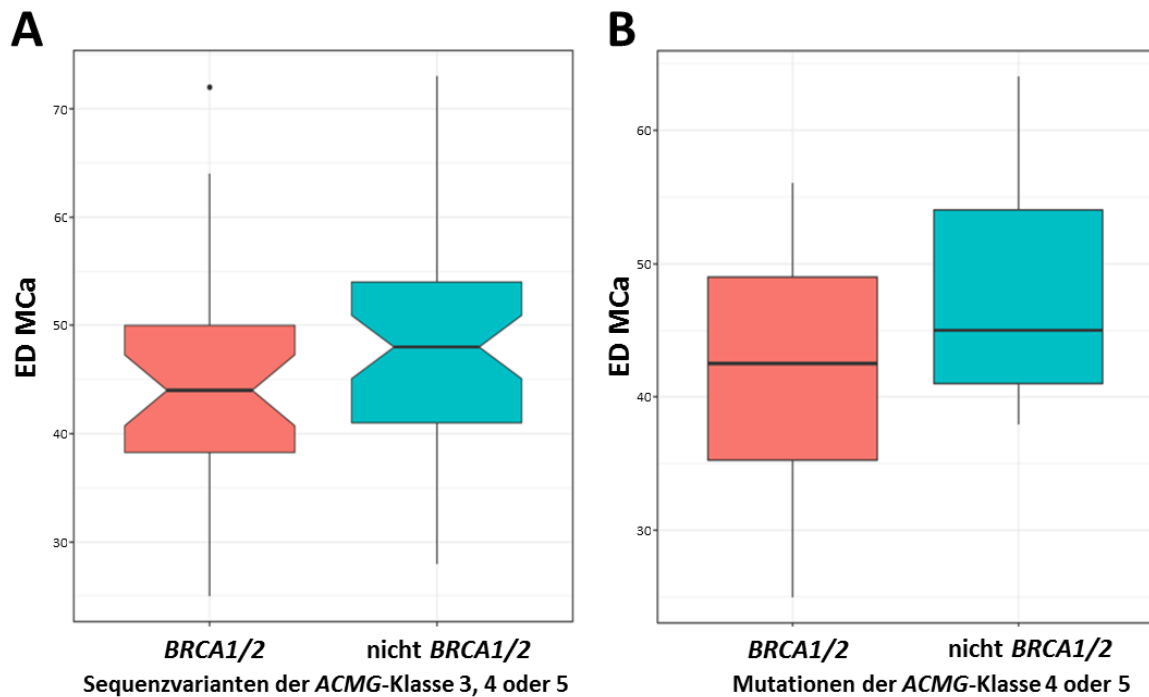 A
70
60
50
40
30
ED MCa
BRCA1/2
nicht BRCA1/2
Sequenzvarianten der ACMG-Klasse 3, 4 oder 5
B
60
50
40
30
ED MCa
BRCA1/2
nicht BRCA1/2
Mutationen der ACMG-Klasse 4 oder 5